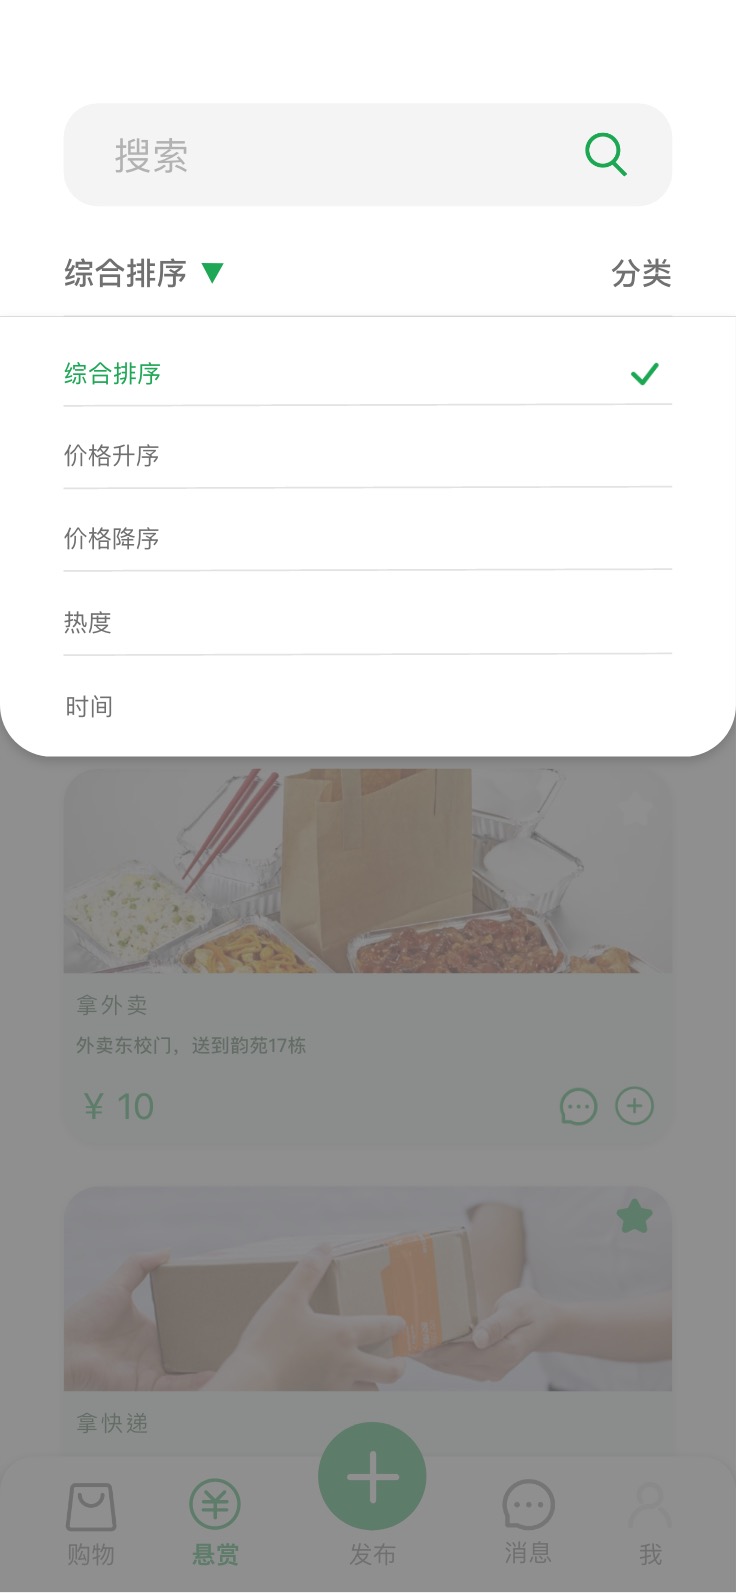 搜索
综合排序 ▼ 分类
综合排序
价格升序
价格降序
热度
时间
拿外卖
外卖东校门，送到韵苑17栋
¥ 10
拿快递
购物 悬赏 发布 消息 我